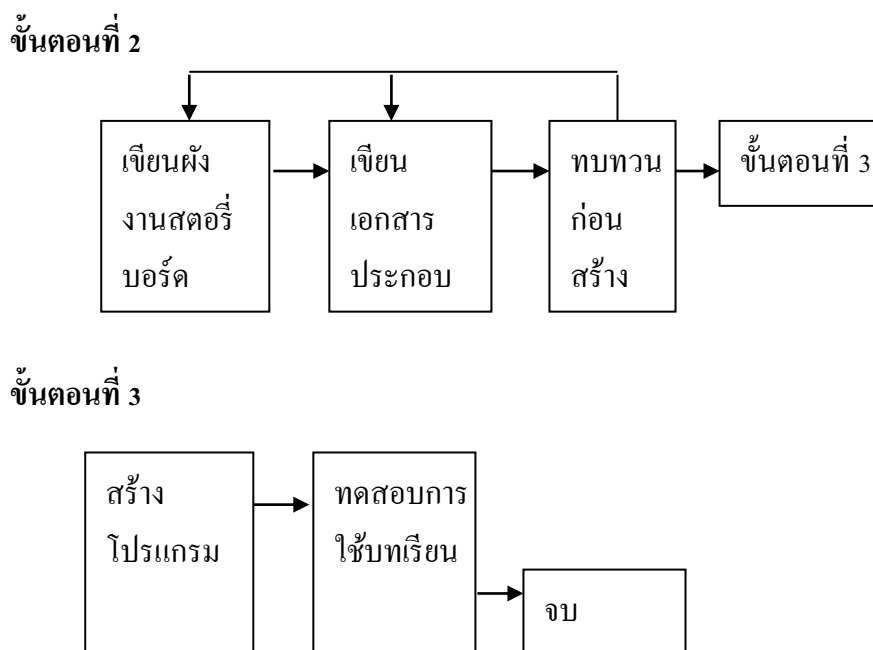 ขั้นตอนที่ 2
เขียนผัง
งานสตอรี่
บอร์ด
เขียน
เอกสาร
ประกอบ
ทบทวน
ก่อน
สร้าง
ขั้นตอนที่ 3
ขั้นตอนที่ 3
สร้าง
โปรแกรม
ทดสอบการ
ใช้บทเรียน
จบ